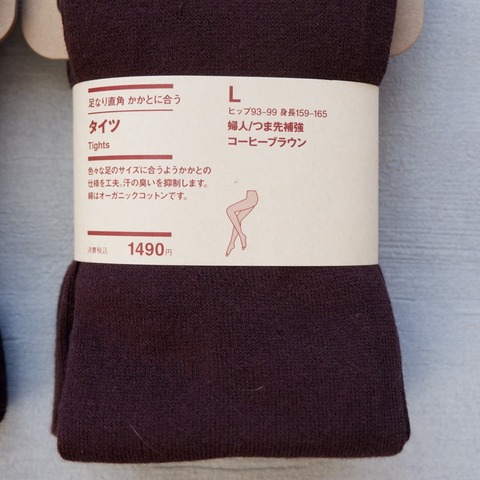 足なり直角 かかとに合う
タイツ
Tights
色々な足のサイズに合うようかかとの
仕様を工夫。汗の臭いを抑制します。
綿はオーガニックコットンです。
消費税込 1490円
L
ヒップ93-99 身長159-165
婦人/つま先補強
コーヒーブラウン